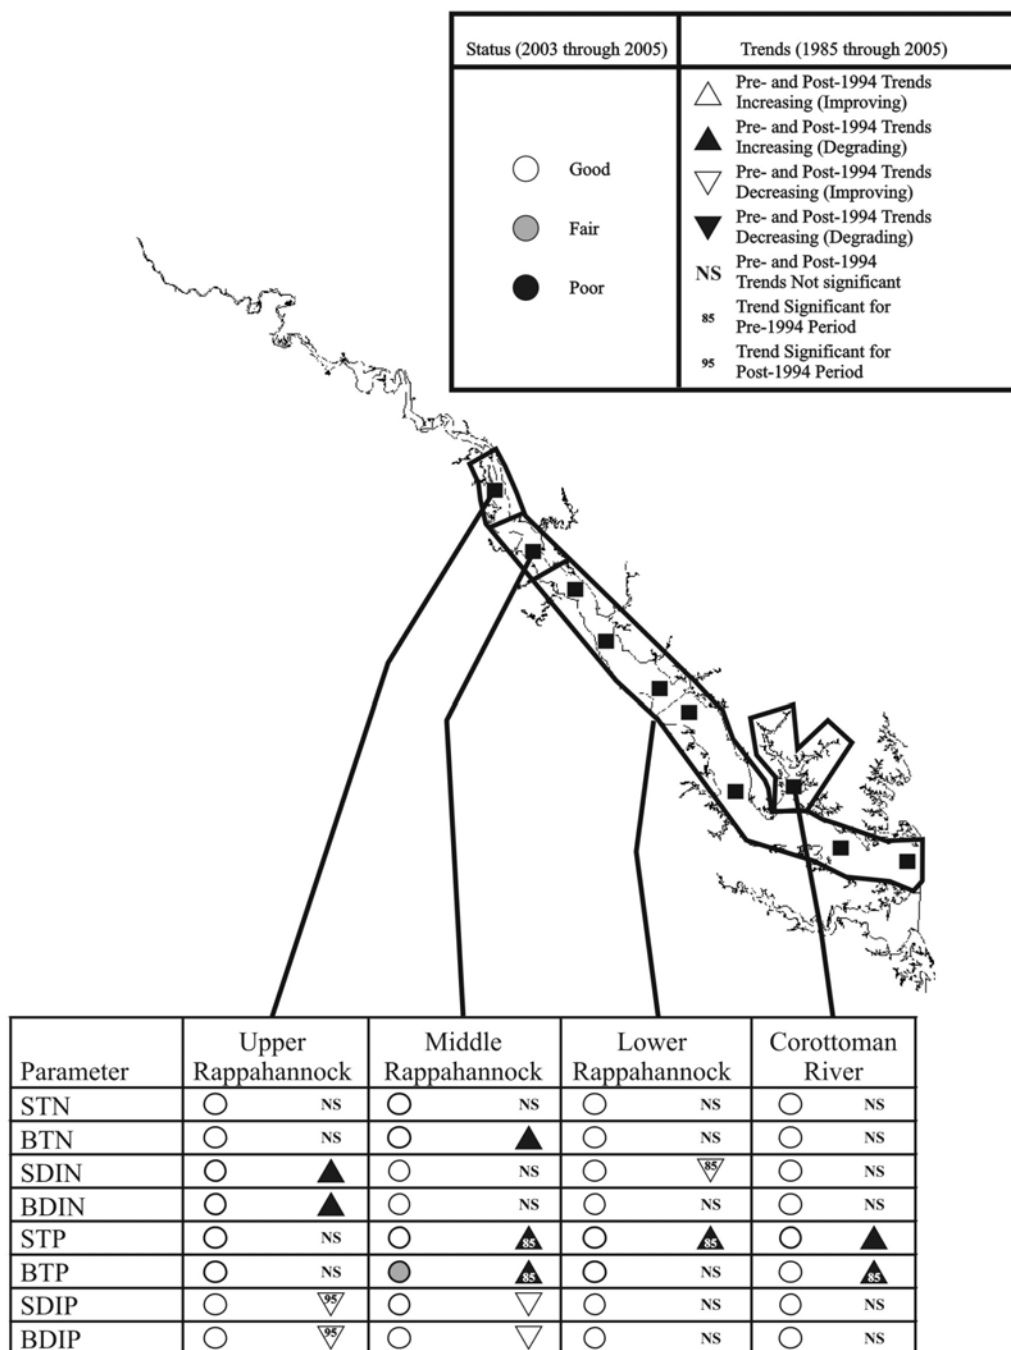 Status (2003 through 2005) Trends (1985 through 2005)
Pre- and Post-1994 Trends
Increasing (Improving)
Pre- and Post-1994 Trends
Increasing (Degrading)
Good
Pre- and Post-1994 Trends
Decreasing (Improving)
Fair
Pre- and Post-1994 Trends
Decreasing (Degrading)
Poor
NS Pre- and Post-1994
Trends Not significant
85 Trend Significant for
Pre-1994 Period
95 Trend Significant for
Post-1994 Period
Upper Middle Lower Corottoman
Parameter Rappahannock Rappahannock Rappahannock River
STN NS NS NS NS
BTN NS NS NS
SDIN NS 85 NS
BDIN NS NS NS
STP NS 85 85
BTP NS 85 NS 85
SDIP 95 NS NS
BDIP 95 NS NS